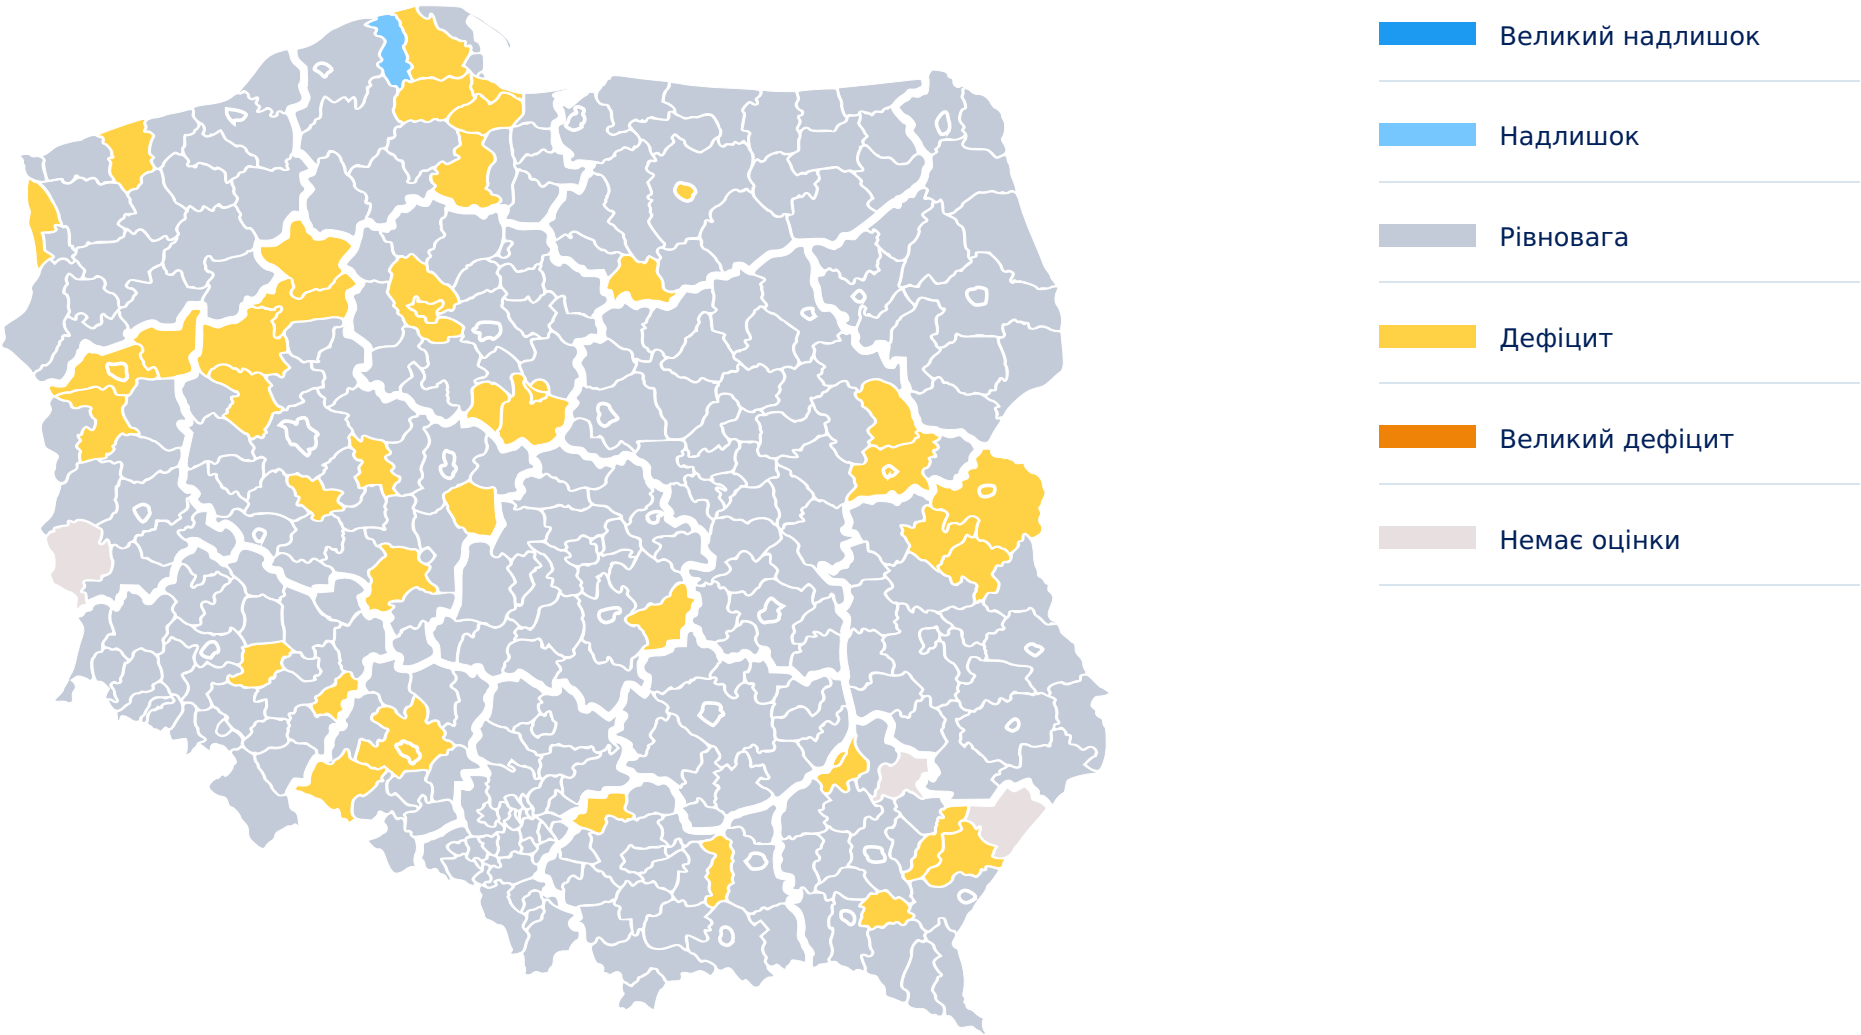 Великий надлишок
Надлишок
Рівновага
Дефіцит
Великий дефіцит
Немає оцінки